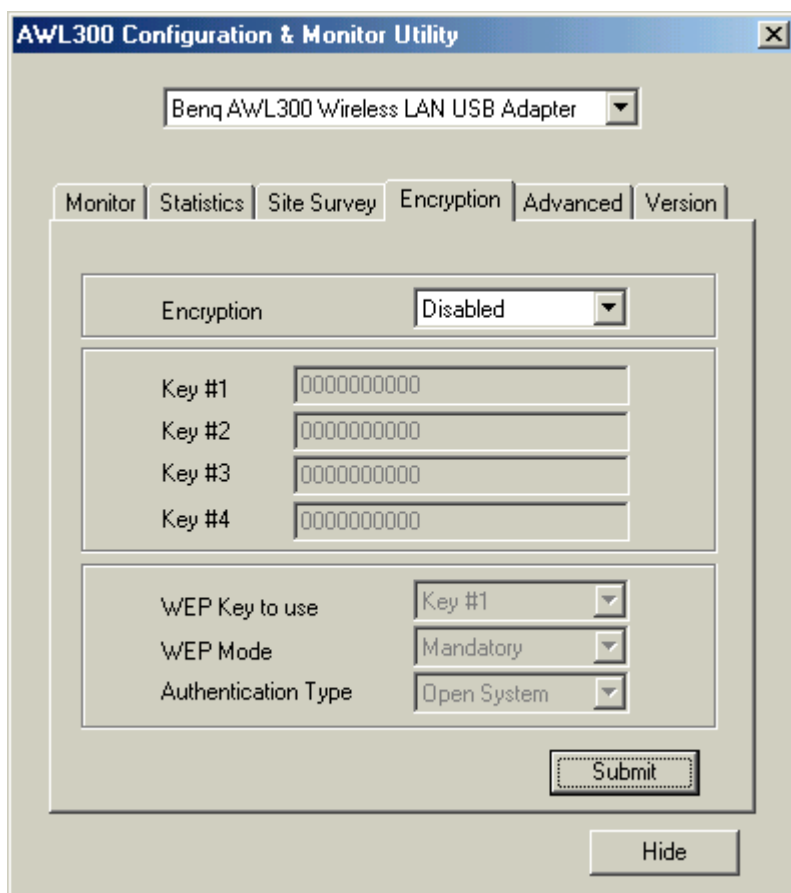 AWL300 Configuration & Monitor Utility
Benq AWL300 Wireless LAN USB Adapter
Monitor Statistics Site Survey Encryption Advanced Version
Encryption Disabled
Key #1 0000000000
Key #2 0000000000
Key #3 0000000000
Key #4 0000000000
WEP Key to use Key #1
WEP Mode Mandatory
Authentication Type Open System
Submit
Hide